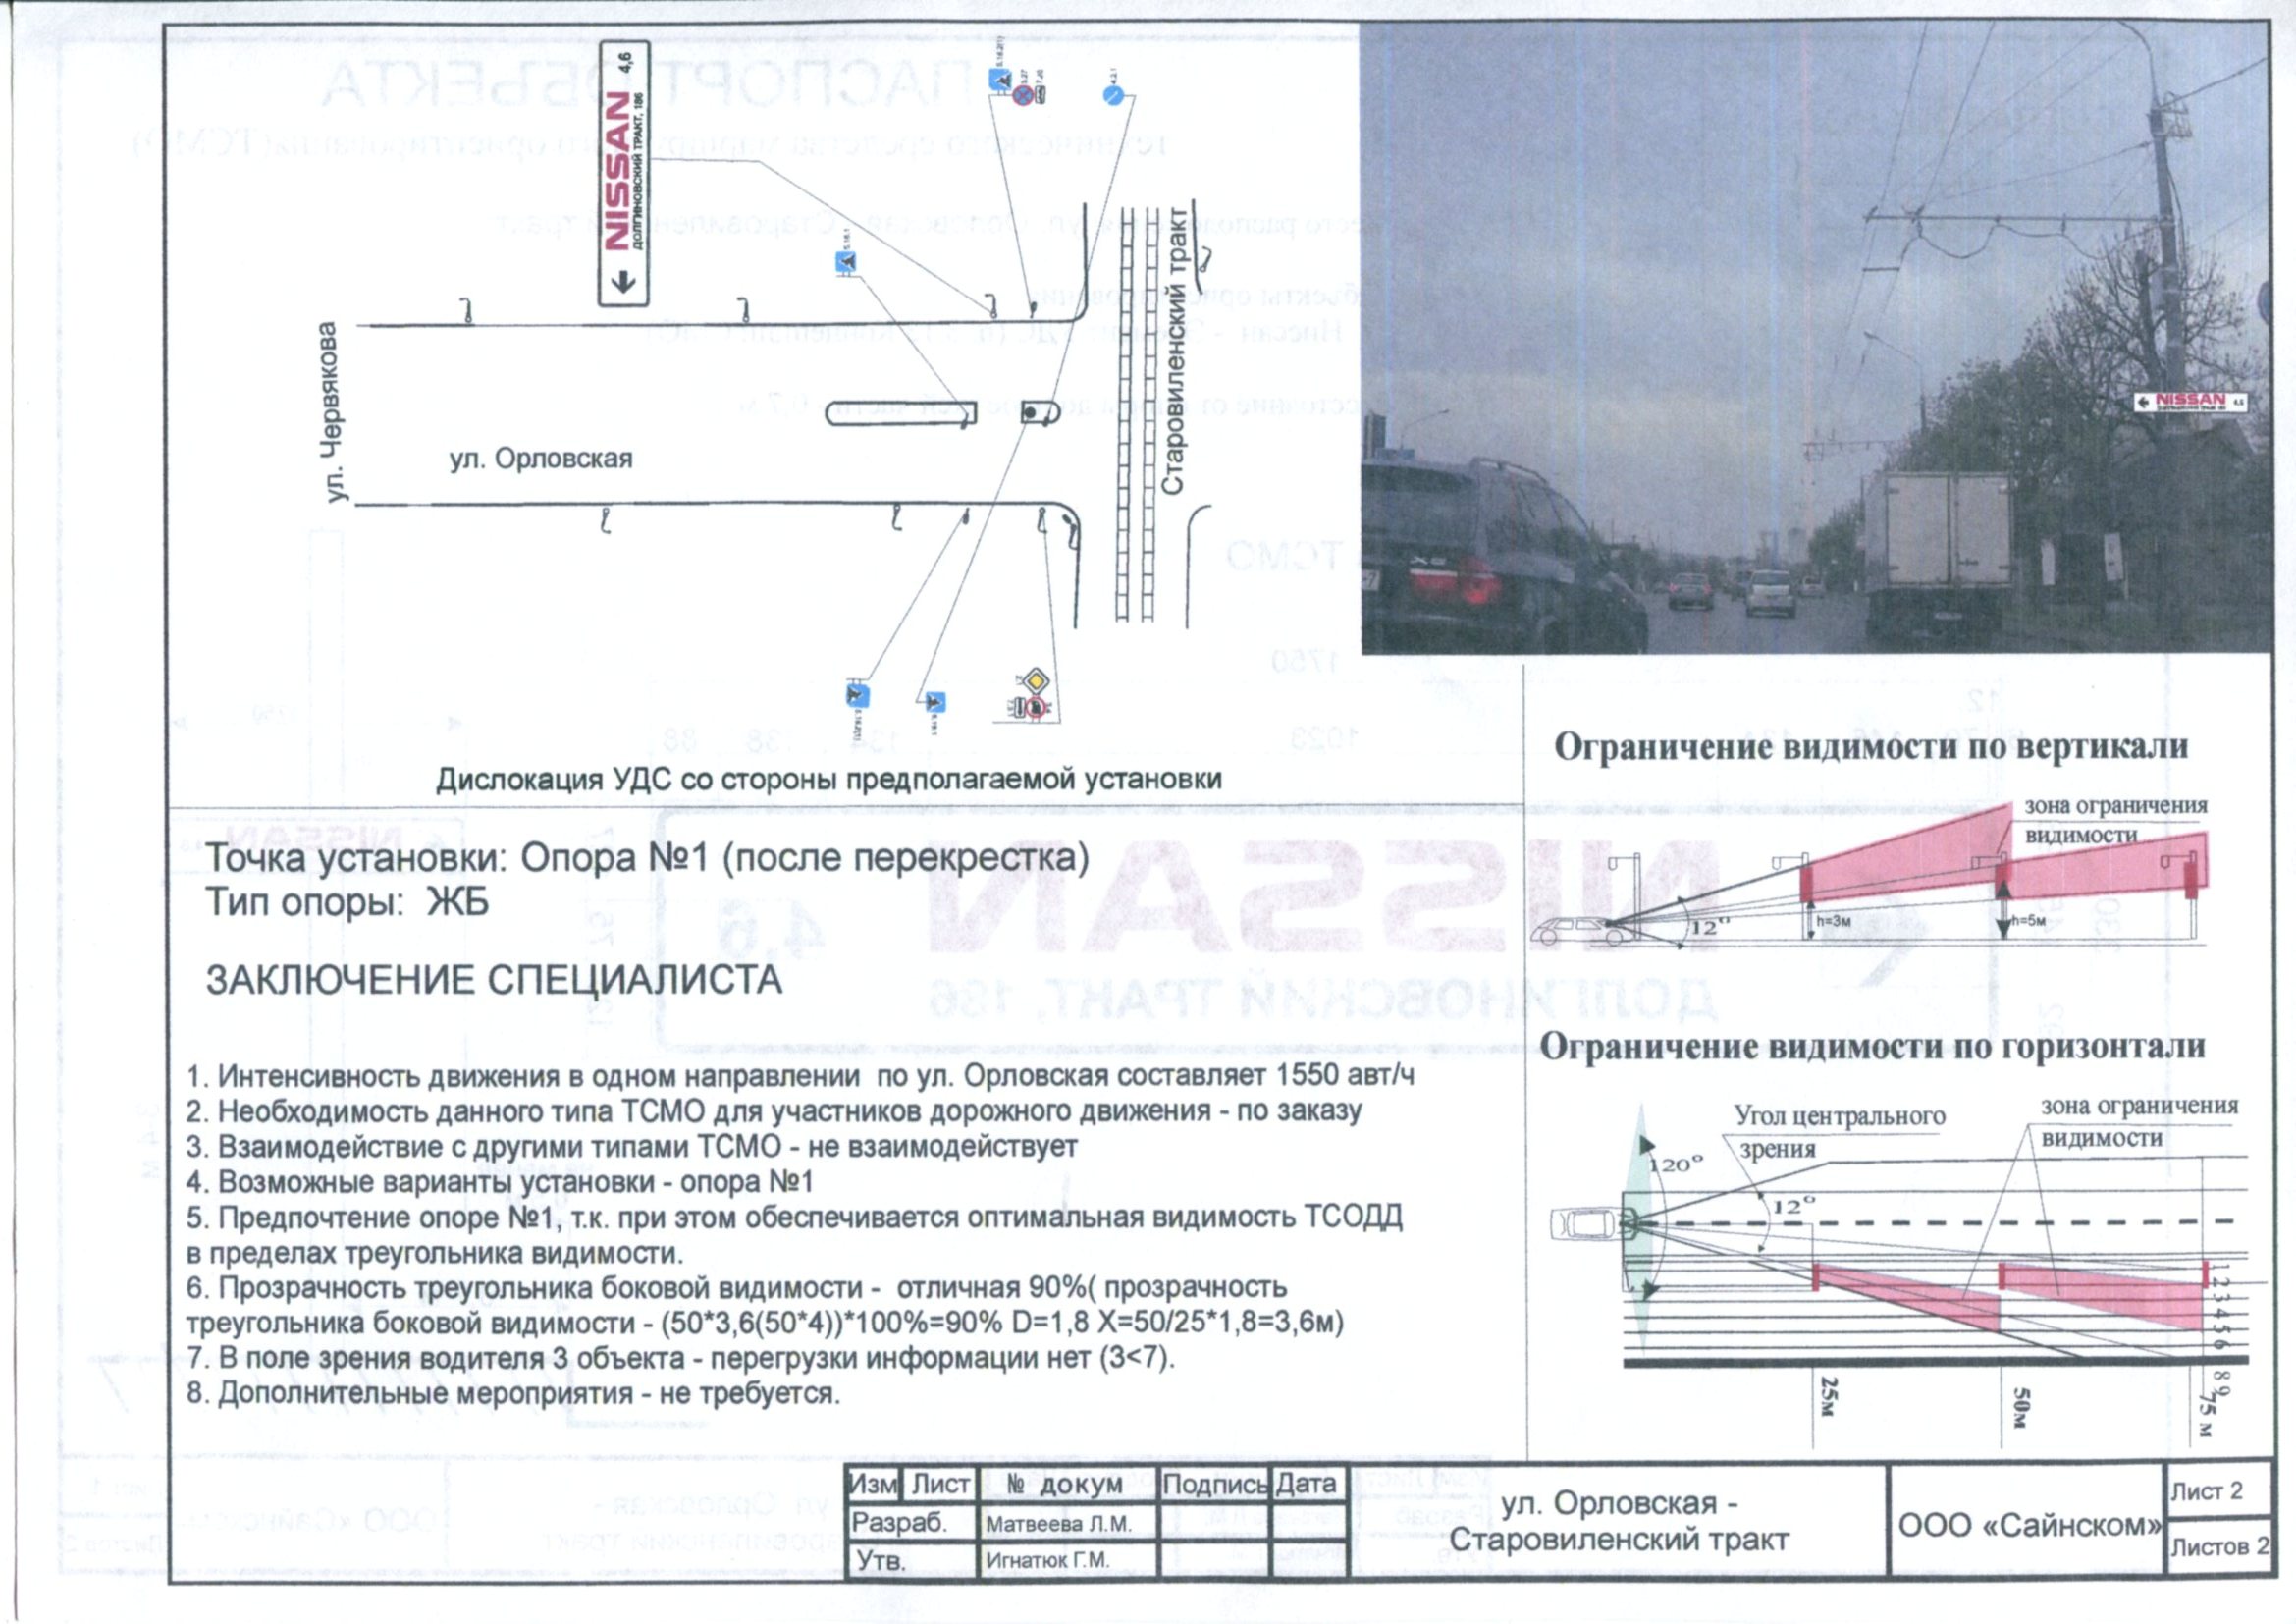 ← NISSAN 4,6
ДОЛГИНОВСКИЙ ТРАКТ, 186
5.16.1
4.2.1
ул. Червякова
ул. Орловская
Старовиленский тракт
Дислокация УДС со стороны предполагаемой установки
← NISSAN 4,6
Точка установки: Опора №1 (после перекрестка)
Тип опоры: ЖБ
ЗАКЛЮЧЕНИЕ СПЕЦИАЛИСТА
1. Интенсивность движения в одном направлении по ул. Орловская составляет 1550 авт/ч
2. Необходимость данного типа ТСМО для участников дорожного движения - по заказу
3. Взаимодействие с другими типами ТСМО - не взаимодействует
4. Возможные варианты установки - опора №1
5. Предпочтение опоре №1, т.к. при этом обеспечивается оптимальная видимость ТСОДД
в пределах треугольника видимости.
6. Прозрачность треугольника боковой видимости - отличная 90%( прозрачность
треугольника боковой видимости - (50*3,6(50*4))*100%=90% D=1,8 X=50/25*1,8=3,6м)
7. В поле зрения водителя 3 объекта - перегрузки информации нет (3<7).
8. Дополнительные мероприятия - не требуется.
Ограничение видимости по вертикали
зона ограничения
видимости
12°
h=3м
h=5м
Ограничение видимости по горизонтали
Угол центрального
зрения
зона ограничения
видимости
120°
12°
1 2 3 4 5 6 8 9
25м
50м
75 м
Изм Лист № докум Подпись Дата
Разраб. Матвеева Л.М.
Утв. Игнатюк Г.М.
ул. Орловская -
Старовиленский тракт
ООО «Сайнском»
Лист 2
Листов 2